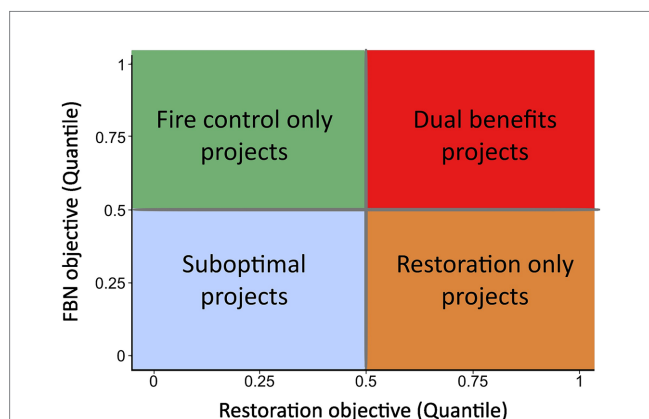 FBN objective (Quantile)
1
0.75
0.5
0.25
0
Fire control only
projects
Dual benefits
projects
Suboptimal
projects
Restoration only
projects
0
0.25
0.5
0.75
1
Restoration objective (Quantile)